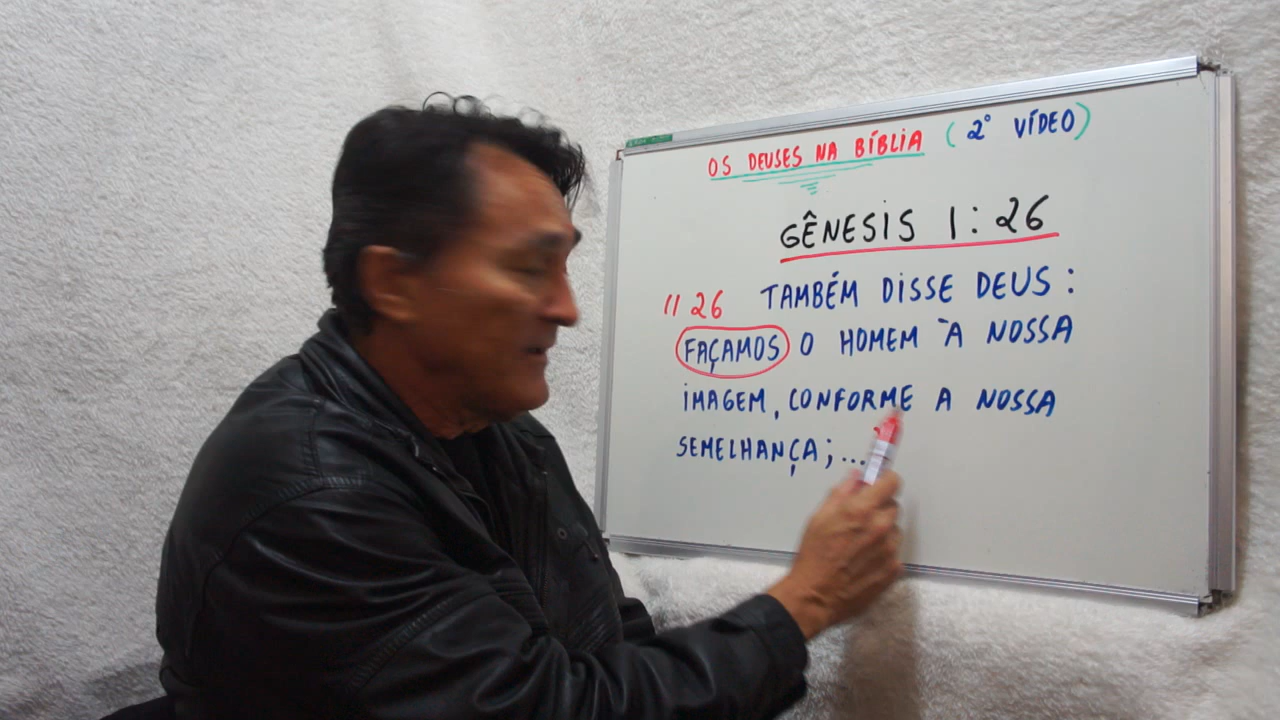 OS DEUSES NA BÍBLIA (2° VÍDEO)
GÊNESIS 1:26
11 26 TAMBÉM DISSE DEUS:
FAÇAMOS O HOMEM À NOSSA
IMAGEM, CONFORME A NOSSA
SEMELHANÇA;...